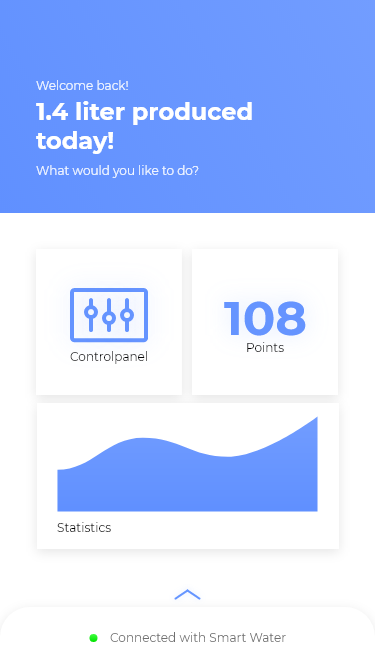 Welcome back!
1.4 liter produced
today!
What would you like to do?
Controlpanel
108
Points
Statistics
Connected with Smart Water